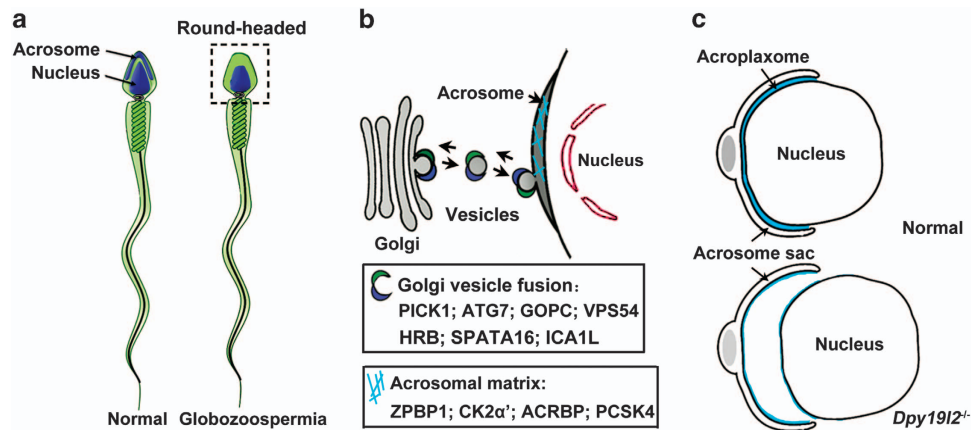 a
Round-headed
Acrosome
Nucleus
Normal
Globozoospermia
b
Acrosome
Nucleus
Vesicles
Golgi
Golgi vesicle fusion:
PICK1; ATG7; GOPC; VPS54
HRB; SPATA16; ICA1L
Acrosomal matrix:
ZPBP1; CK2α'; ACRBP; PCSK4
c
Acroplaxome
Nucleus
Normal
Acrosome sac
Nucleus
Dpy19l2-/-